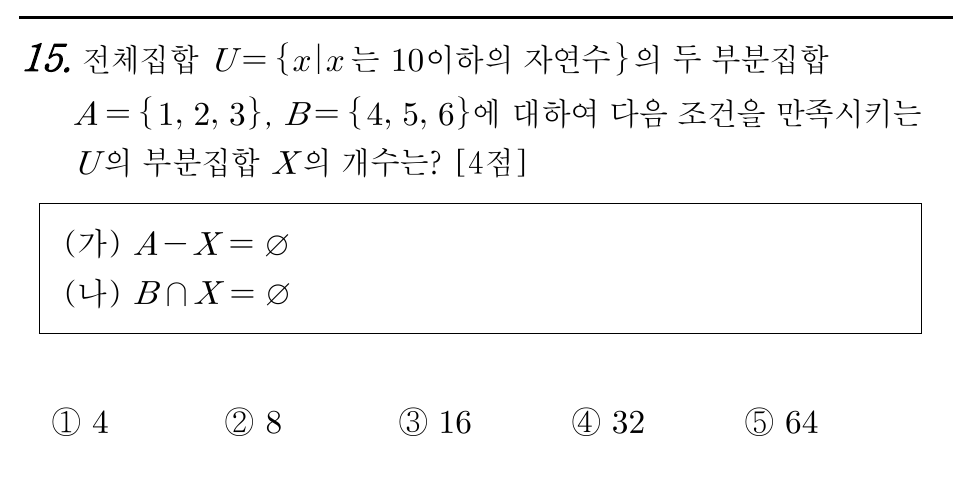 15. 전체집합 U={x|x는 10이하의 자연수}의 두 부분집합
A={1, 2, 3}, B={4, 5, 6}에 대하여 다음 조건을 만족시키는
U의 부분집합 X의 개수는? [4점]
(가) A-X=∅
(나) B∩X=∅
① 4 ② 8 ③ 16 ④ 32 ⑤ 64